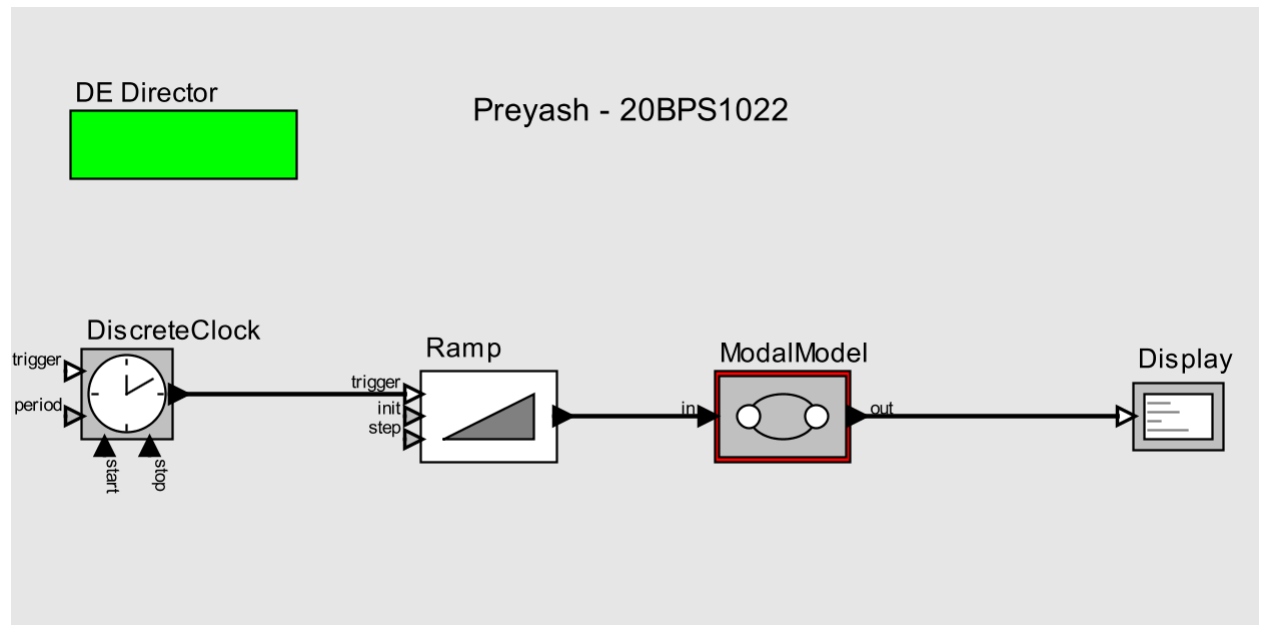 DE Director
Preyash - 20BPS1022
DiscreteClock
trigger
period
start
stop
Ramp
trigger
init
step
ModalModel
in
out
Display